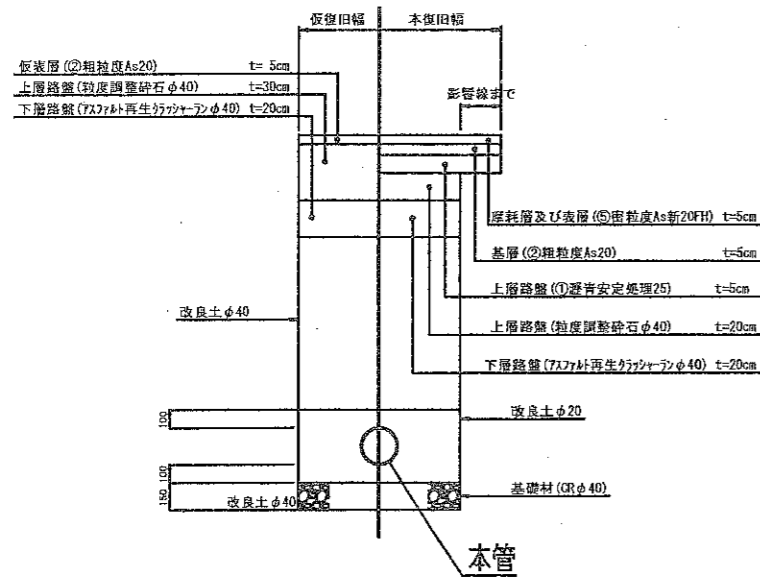 仮復旧幅
本復旧幅
仮表層(②粗粒度As20) t= 5cm
上層路盤(粒度調整砕石φ40) t=30cm
下層路盤(アスファルト再生クラッシャーランφ40) t=20cm
影響線まで
摩耗層及び表層(⑤密粒度As新20FH) t=5cm
基層(②粗粒度As20) t=5cm
上層路盤(①瀝青安定処理25) t=5cm
上層路盤(粒度調整砕石φ40) t=20cm
下層路盤(アスファルト再生クラッシャーランφ40) t=20cm
改良土φ40
改良土φ20
100
100
150
改良土φ40
基礎材(CRφ40)
本管